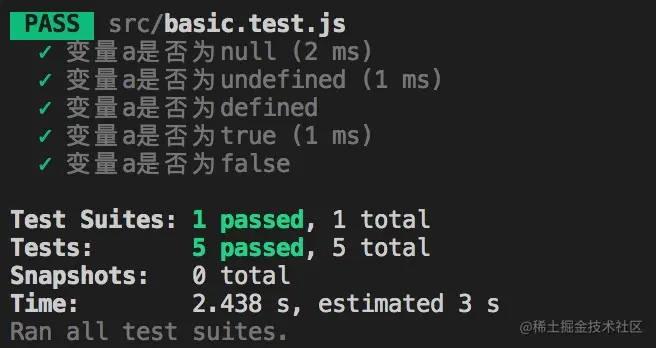 PASS src/basic.test.js
✓ 变量a是否为null (2 ms)
✓ 变量a是否为undefined (1 ms)
✓ 变量a是否为defined
✓ 变量a是否为true (1 ms)
✓ 变量a是否为false
Test Suites: 1 passed, 1 total
Tests: 5 passed, 5 total
Snapshots: 0 total
Time: 2.438 s, estimated 3 s
Ran all test suites.
@稀土掘金技术社区